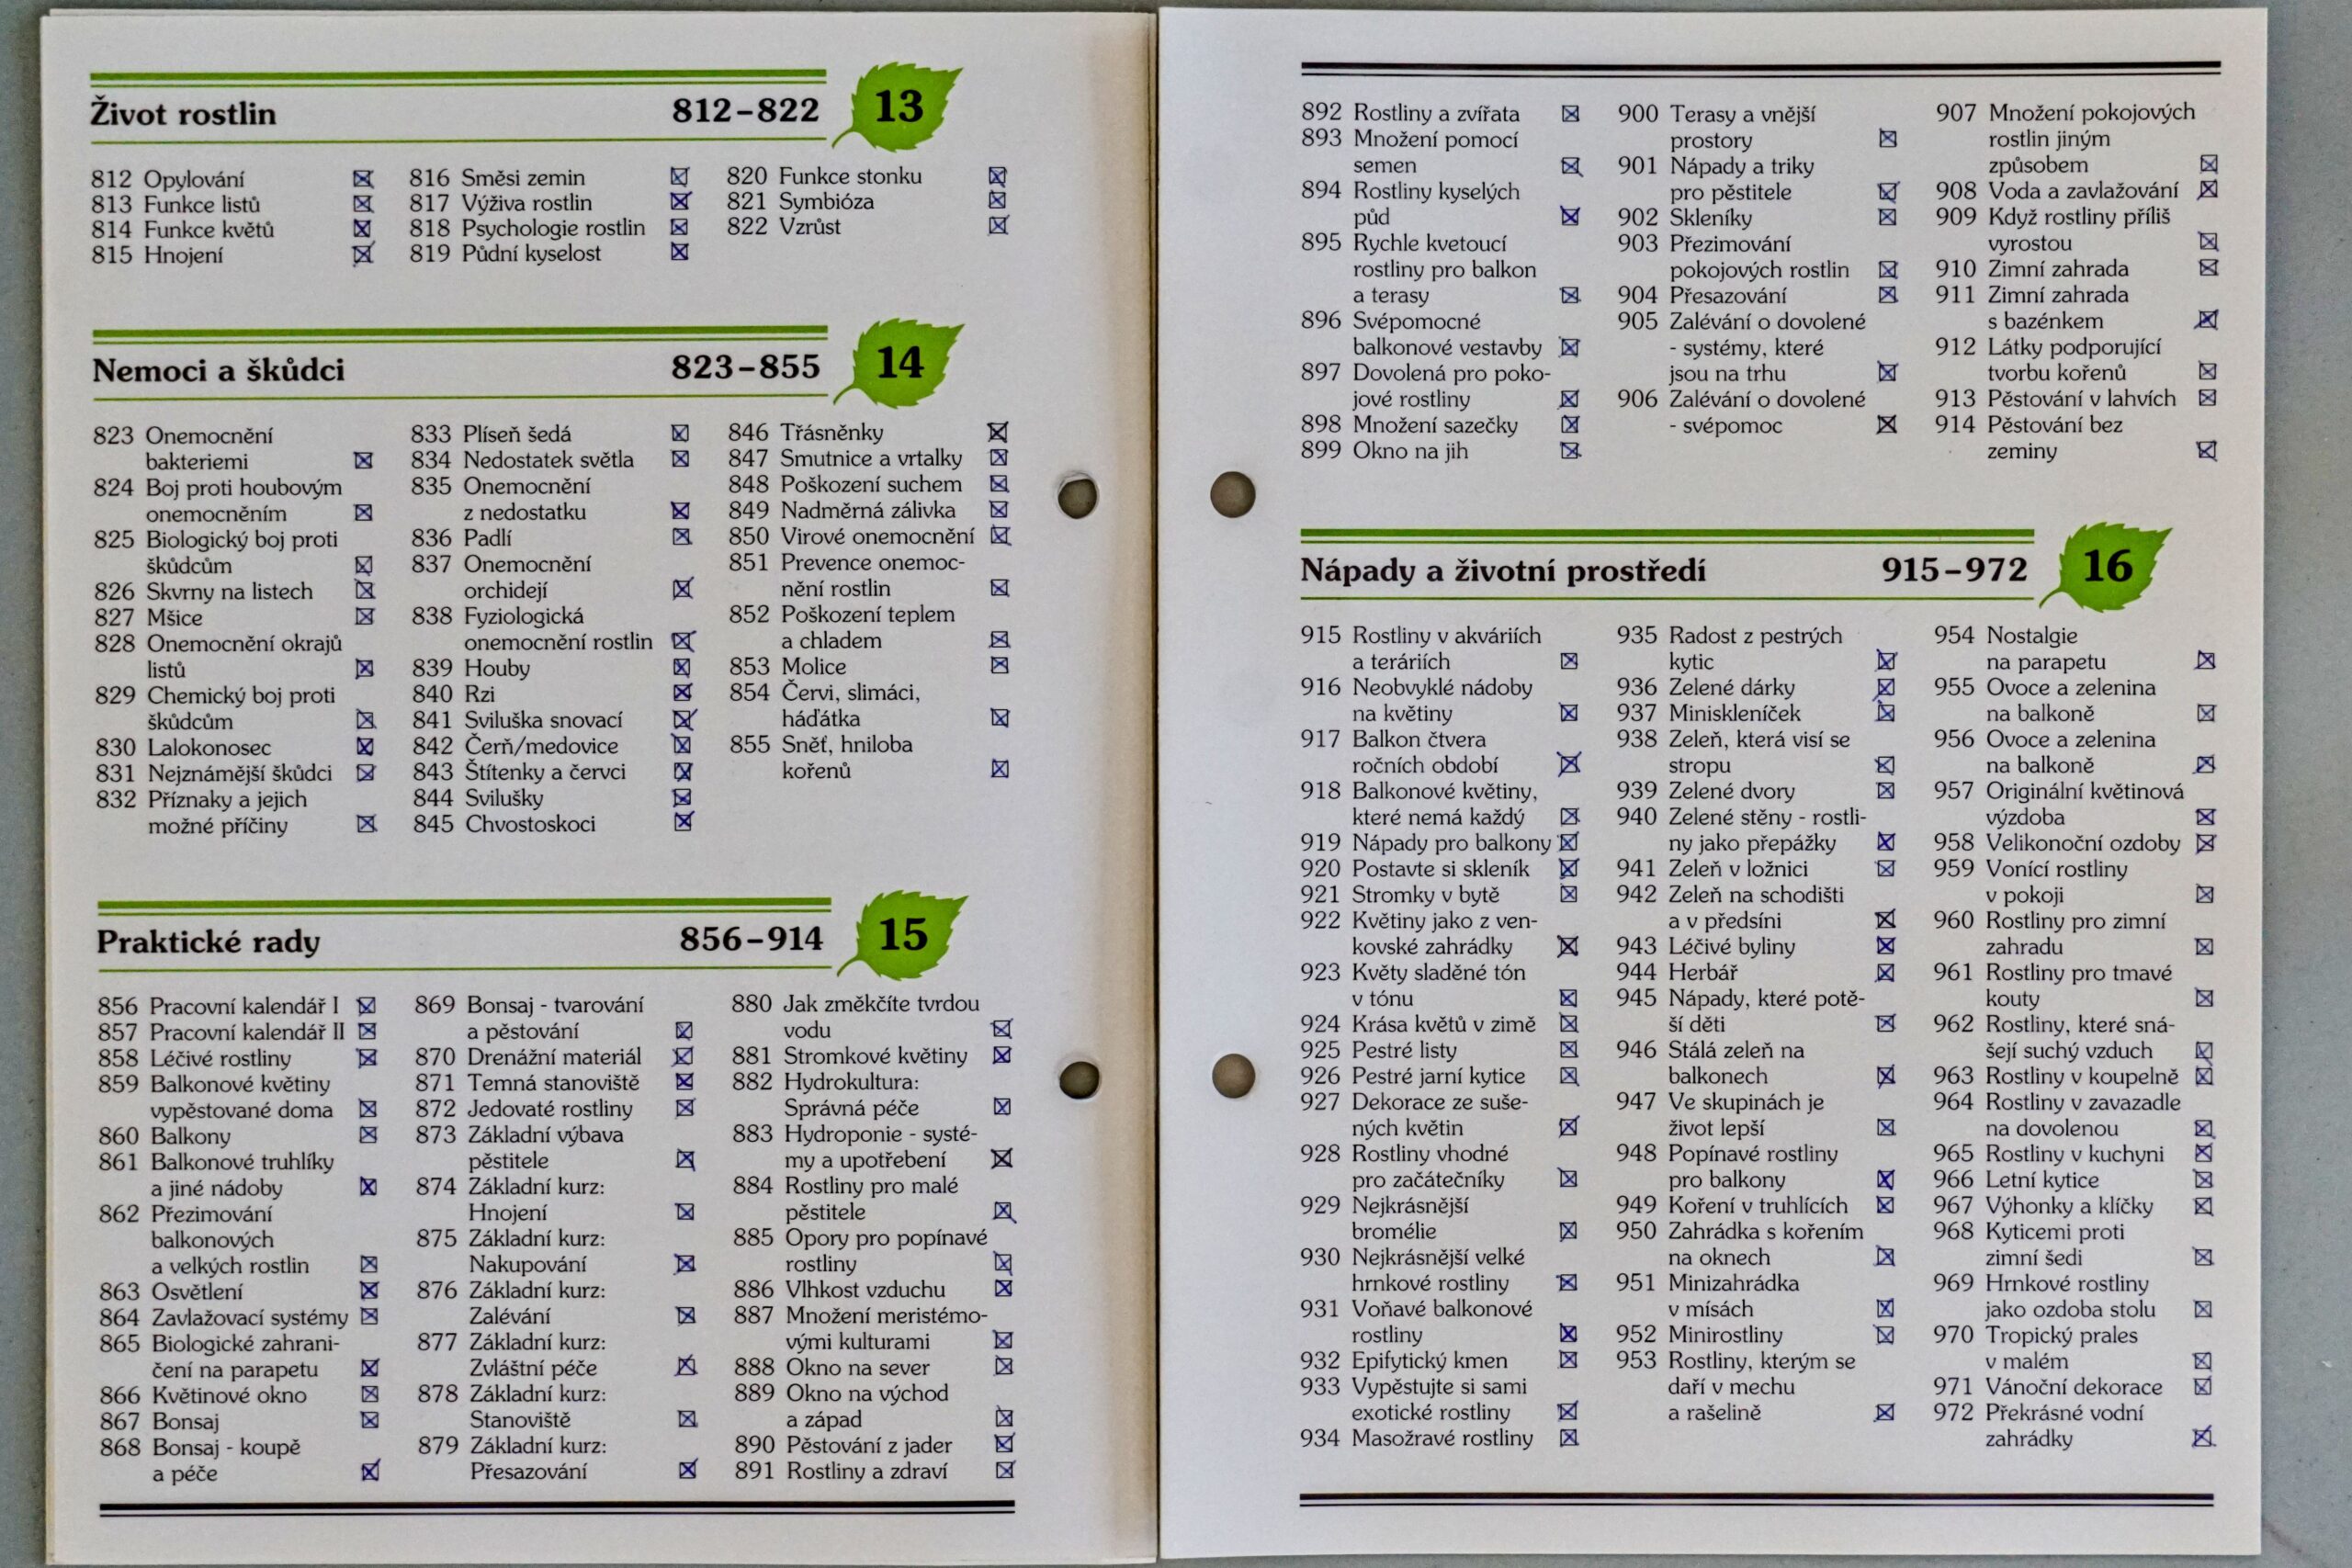 Život rostlin 812–822 13
812 Opylování
813 Funkce listů
814 Funkce květů
815 Hnojení
816 Směsi zemin
817 Výživa rostlin
818 Psychologie rostlin
819 Půdní kyselost
820 Funkce stonku
821 Symbióza
822 Vzrůst
Nemoci a škůdci 823–855 14
823 Onemocnění
bakteriemi
824 Boj proti houbovým
onemocněním
825 Biologický boj proti
škůdcům
826 Skvrny na listech
827 Mšice
828 Onemocnění okrajů
listů
829 Chemický boj proti
škůdcům
830 Lalokonosec
831 Nejznámější škůdci
832 Příznaky a jejich
možné příčiny
833 Plíseň šedá
834 Nedostatek světla
835 Onemocnění
z nedostatku
836 Padlí
837 Onemocnění
orchidejí
838 Fyziologická
onemocnění rostlin
839 Houby
840 Rzi
841 Sviluška snovací
842 Čerň/medovice
843 Štítenky a červci
844 Svilušky
845 Chvostoskoci
846 Třásněnky
847 Smutnice a vrtalky
848 Poškození suchem
849 Nadměrná zálivka
850 Virové onemocnění
851 Prevence onemoc-
nění rostlin
852 Poškození teplem
a chladem
853 Molice
854 Červi, slimáci,
háďátka
855 Sněť, hniloba
kořenů
Praktické rady 856–914 15
856 Pracovní kalendář I
857 Pracovní kalendář II
858 Léčivé rostliny
859 Balkonové květiny
vypěstované doma
860 Balkony
861 Balkonové truhlíky
a jiné nádoby
862 Přezimování
balkonových
a velkých rostlin
863 Osvětlení
864 Zavlažovací systémy
865 Biologické zahrani-
čení na parapetu
866 Květinové okno
867 Bonsaj
868 Bonsaj - koupě
a péče
869 Bonsaj - tvarování
a pěstování
870 Drenážní materiál
871 Temná stanoviště
872 Jedovaté rostliny
873 Základní výbava
pěstitele
874 Základní kurz:
Hnojení
875 Základní kurz:
Nakupování
876 Základní kurz:
Zalévání
877 Základní kurz:
Zvláštní péče
878 Základní kurz:
Stanoviště
879 Základní kurz:
Přesazování
880 Jak změkčíte tvrdou
vodu
881 Stromkové květiny
882 Hydrokultura:
Správná péče
883 Hydroponie - systé-
my a upotřebení
884 Rostliny pro malé
pěstitele
885 Opory pro popínavé
rostliny
886 Vlhkost vzduchu
887 Množení meristémo-
vými kulturami
888 Okno na sever
889 Okno na východ
a západ
890 Pěstování z jader
891 Rostliny a zdraví
892 Rostliny a zvířata
893 Množení pomocí
semen
894 Rostliny kyselých
půd
895 Rychle kvetoucí
rostliny pro balkon
a terasy
896 Svépomocné
balkonové vestavby
897 Dovolená pro poko-
jové rostliny
898 Množení sazečky
899 Okno na jih
900 Terasy a vnější
prostory
901 Nápady a triky
pro pěstitele
902 Skleníky
903 Přezimování
pokojových rostlin
904 Přesazování
905 Zalévání o dovolené
- systémy, které
jsou na trhu
906 Zalévání o dovolené
- svépomoc
907 Množení pokojových
rostlin jiným
způsobem
908 Voda a zavlažování
909 Když rostliny příliš
vyrostou
910 Zimní zahrada
911 Zimní zahrada
s bazénkem
912 Látky podporující
tvorbu kořenů
913 Pěstování v lahvích
914 Pěstování bez
zeminy
Nápady a životní prostředí 915–972 16
915 Rostliny v akváriích
a teráriích
916 Neobvyklé nádoby
na květiny
917 Balkon čtvera
ročních období
918 Balkonové květiny,
které nemá každý
919 Nápady pro balkony
920 Postavte si skleník
921 Stromky v bytě
922 Květiny jako z ven-
kovské zahrádky
923 Květy sladěné tón
v tónu
924 Krása květů v zimě
925 Pestré listy
926 Pestré jarní kytice
927 Dekorace ze suše-
ných květin
928 Rostliny vhodné
pro začátečníky
929 Nejkrásnější
bromélie
930 Nejkrásnější velké
hrnkové rostliny
931 Voňavé balkonové
rostliny
932 Epifytický kmen
933 Vypěstujte si sami
exotické rostliny
934 Masožravé rostliny
935 Radost z pestrých
kytic
936 Zelené dárky
937 Miniskleníček
938 Zeleň, která visí se
stropu
939 Zelené dvory
940 Zelené stěny - rostli-
ny jako přepážky
941 Zeleň v ložnici
942 Zeleň na schodišti
a v předsíni
943 Léčivé byliny
944 Herbář
945 Nápady, které potě-
ší děti
946 Stálá zeleň na
balkonech
947 Ve skupinách je
život lepší
948 Popínavé rostliny
pro balkony
949 Koření v truhlících
950 Zahrádka s kořením
na oknech
951 Minizahrádka
v mísách
952 Minirostliny
953 Rostliny, kterým se
daří v mechu
a rašelině
954 Nostalgie
na parapetu
955 Ovoce a zelenina
na balkoně
956 Ovoce a zelenina
na balkoně
957 Originální květinová
výzdoba
958 Velikonoční ozdoby
959 Vonící rostliny
v pokoji
960 Rostliny pro zimní
zahradu
961 Rostliny pro tmavé
kouty
962 Rostliny, které sná-
šejí suchý vzduch
963 Rostliny v koupelně
964 Rostliny v zavazadle
na dovolenou
965 Rostliny v kuchyni
966 Letní kytice
967 Výhonky a klíčky
968 Kyticemi proti
zimní šedi
969 Hrnkové rostliny
jako ozdoba stolu
970 Tropický prales
v malém
971 Vánoční dekorace
972 Překrásné vodní
zahrádky